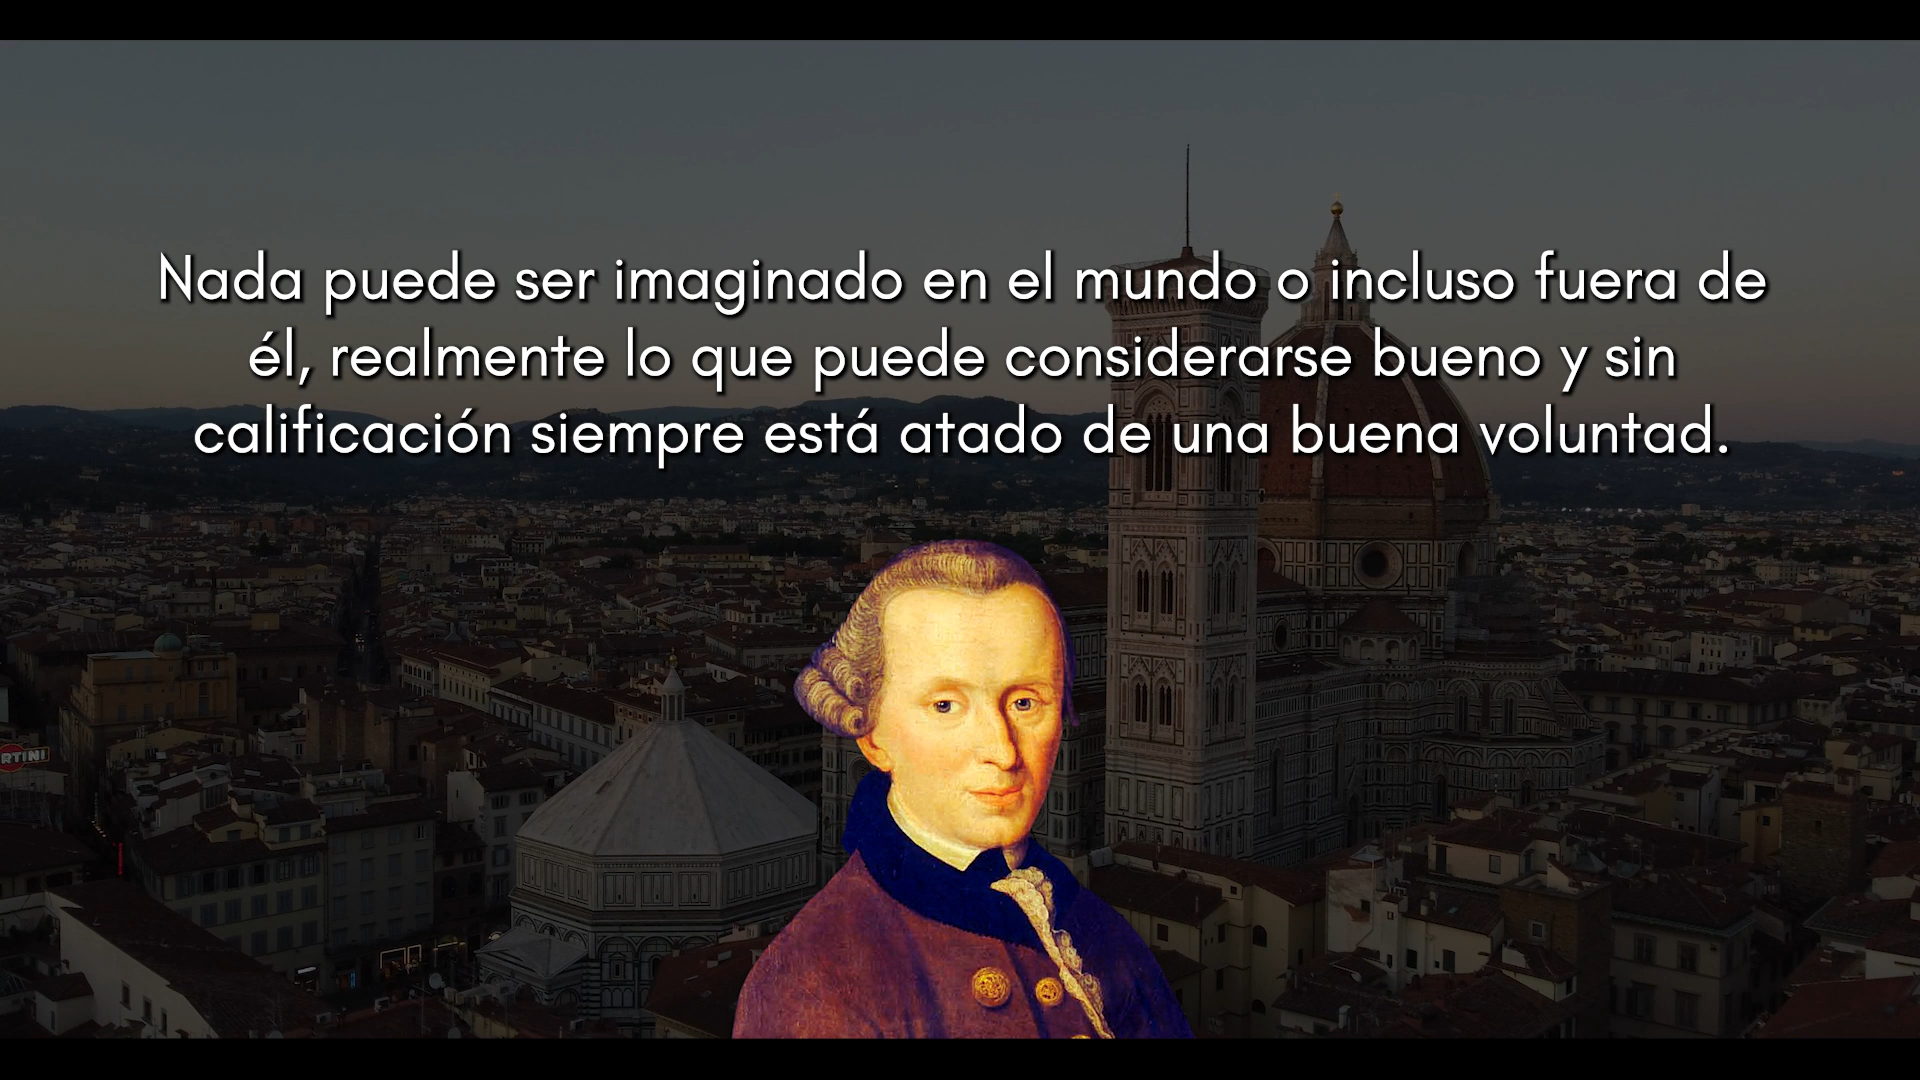 Nada puede ser imaginado en el mundo o incluso fuera de
él, realmente lo que puede considerarse bueno y sin
calificación siempre está atado de una buena voluntad.
RTINI